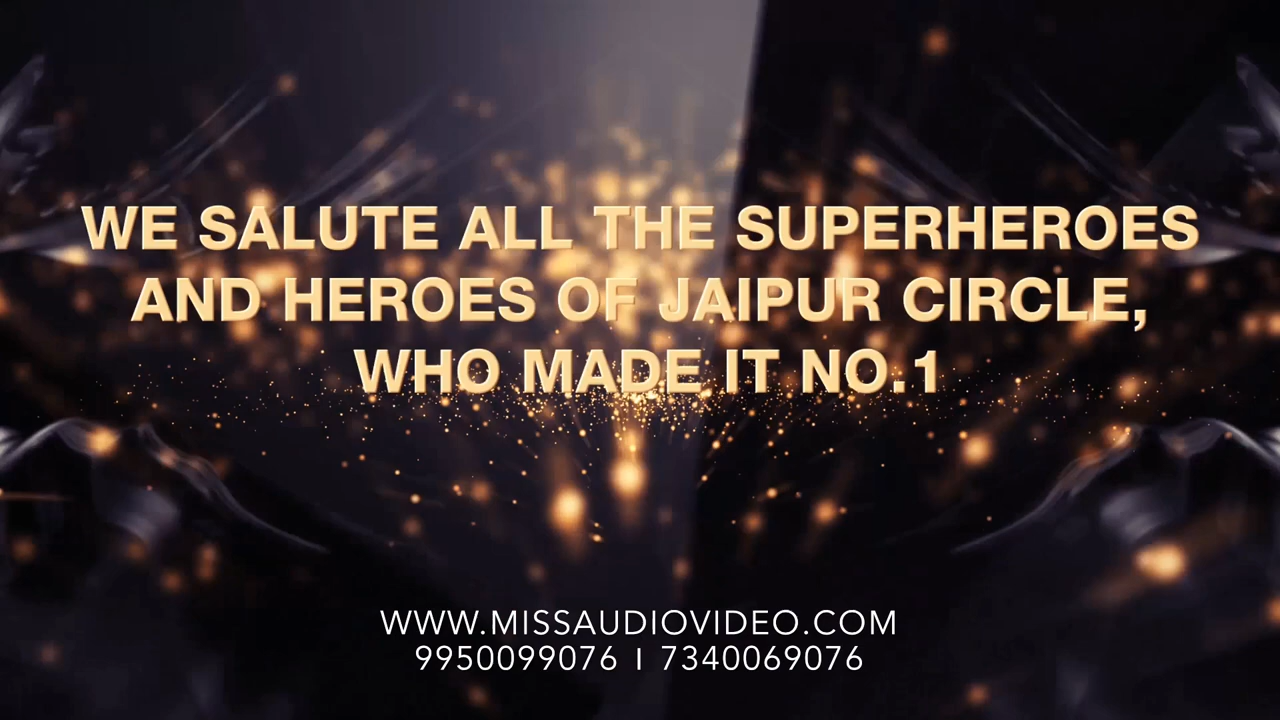 WE SALUTE ALL THE SUPERHEROES
AND HEROES OF JAIPUR CIRCLE,
WHO MADE IT NO.1
WWW.MISSAUDIOVIDEO.COM
9950099076 I 7340069076